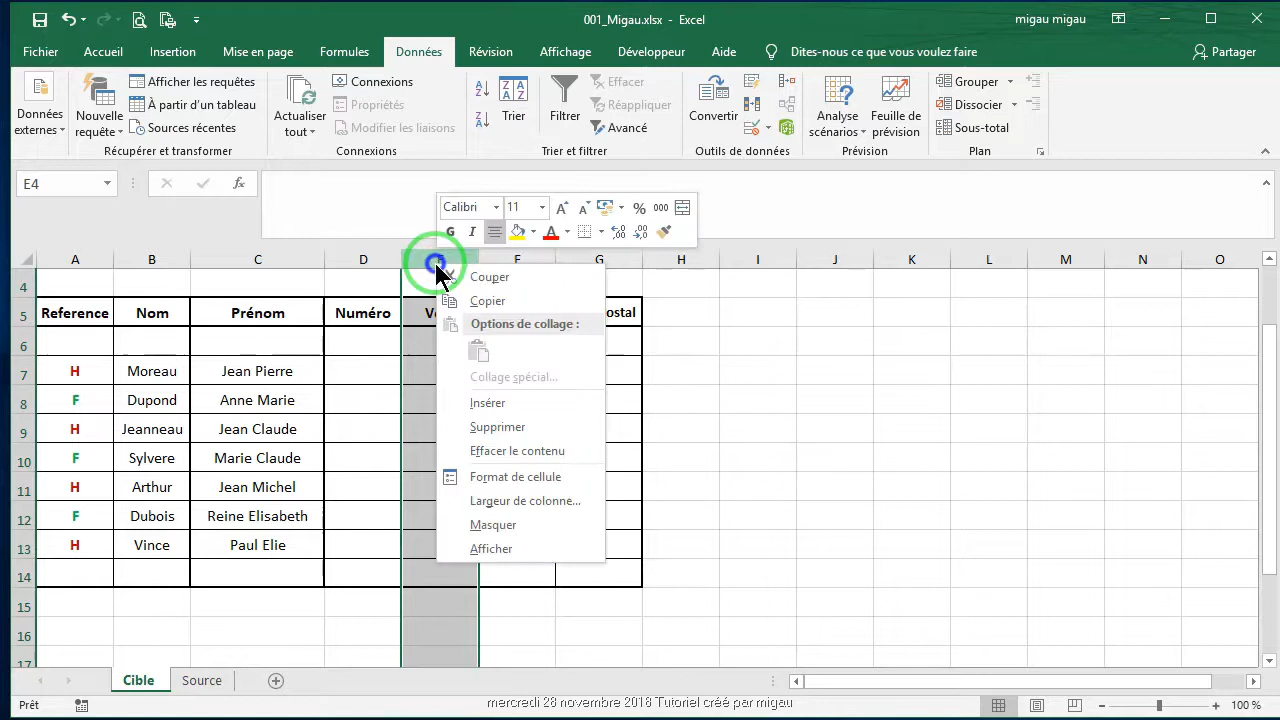 001_Migau.xlsx - Excel
migau migau
Fichier Accueil Insertion Mise en page Formules Données Révision Affichage Développeur Aide Dites-nous ce que vous voulez faire Partager
Données externes
Nouvelle requête
Afficher les requêtes
À partir d'un tableau
Sources récentes
Récupérer et transformer
Actualiser tout
Connexions
Propriétés
Modifier les liaisons
Connexions
Trier
Filtrer
Effacer
Réappliquer
Avancé
Trier et filtrer
Convertir
Outils de données
Analyse scénarios
Feuille de prévision
Prévision
Grouper
Dissocier
Sous-total
Plan
E4
fx
Calibri 11 A A % 000
G I A
A B C D F G H I J K L M N O
4
5 Reference Nom Prénom Numéro
6
7 H Moreau Jean Pierre
8 F Dupond Anne Marie
9 H Jeanneau Jean Claude
10 F Sylvere Marie Claude
11 H Arthur Jean Michel
12 F Dubois Reine Elisabeth
13 H Vince Paul Elie
14
15
16
17
Couper
Copier
Options de collage :
Collage spécial...
Insérer
Supprimer
Effacer le contenu
Format de cellule
Largeur de colonne...
Masquer
Afficher
Cible Source
Prêt
mercredi 28 novembre 2018 Tutoriel créé par migau
100 %